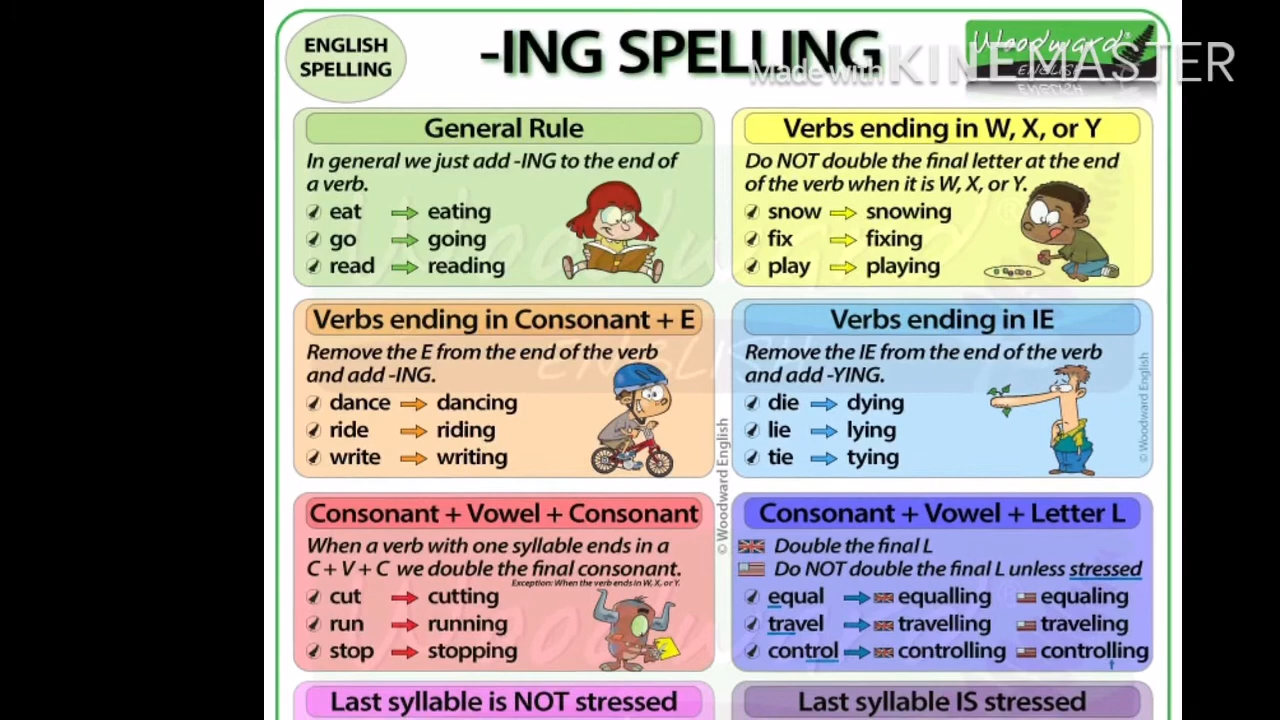 ENGLISH
SPELLING
-ING SPELLING
Woodward®
ENGLISH
Made with KINEMASTER
General Rule
In general we just add -ING to the end of
a verb.
eat eating
go going
read reading
Verbs ending in W, X, or Y
Do NOT double the final letter at the end
of the verb when it is W, X, or Y.
snow snowing
fix fixing
play playing
Verbs ending in Consonant + E
Remove the E from the end of the verb
and add -ING.
dance dancing
ride riding
write writing
Verbs ending in IE
Remove the IE from the end of the verb
and add -YING.
die dying
lie lying
tie tying
© Woodward English
© Woodward English
Consonant + Vowel + Consonant
When a verb with one syllable ends in a
C + V + C we double the final consonant.
Exception: When the verb ends in W, X, or Y.
cut cutting
run running
stop stopping
Consonant + Vowel + Letter L
Double the final L
Do NOT double the final L unless stressed
equal equalling equaling
travel travelling traveling
control controlling controlling
Last syllable is NOT stressed
Last syllable IS stressed